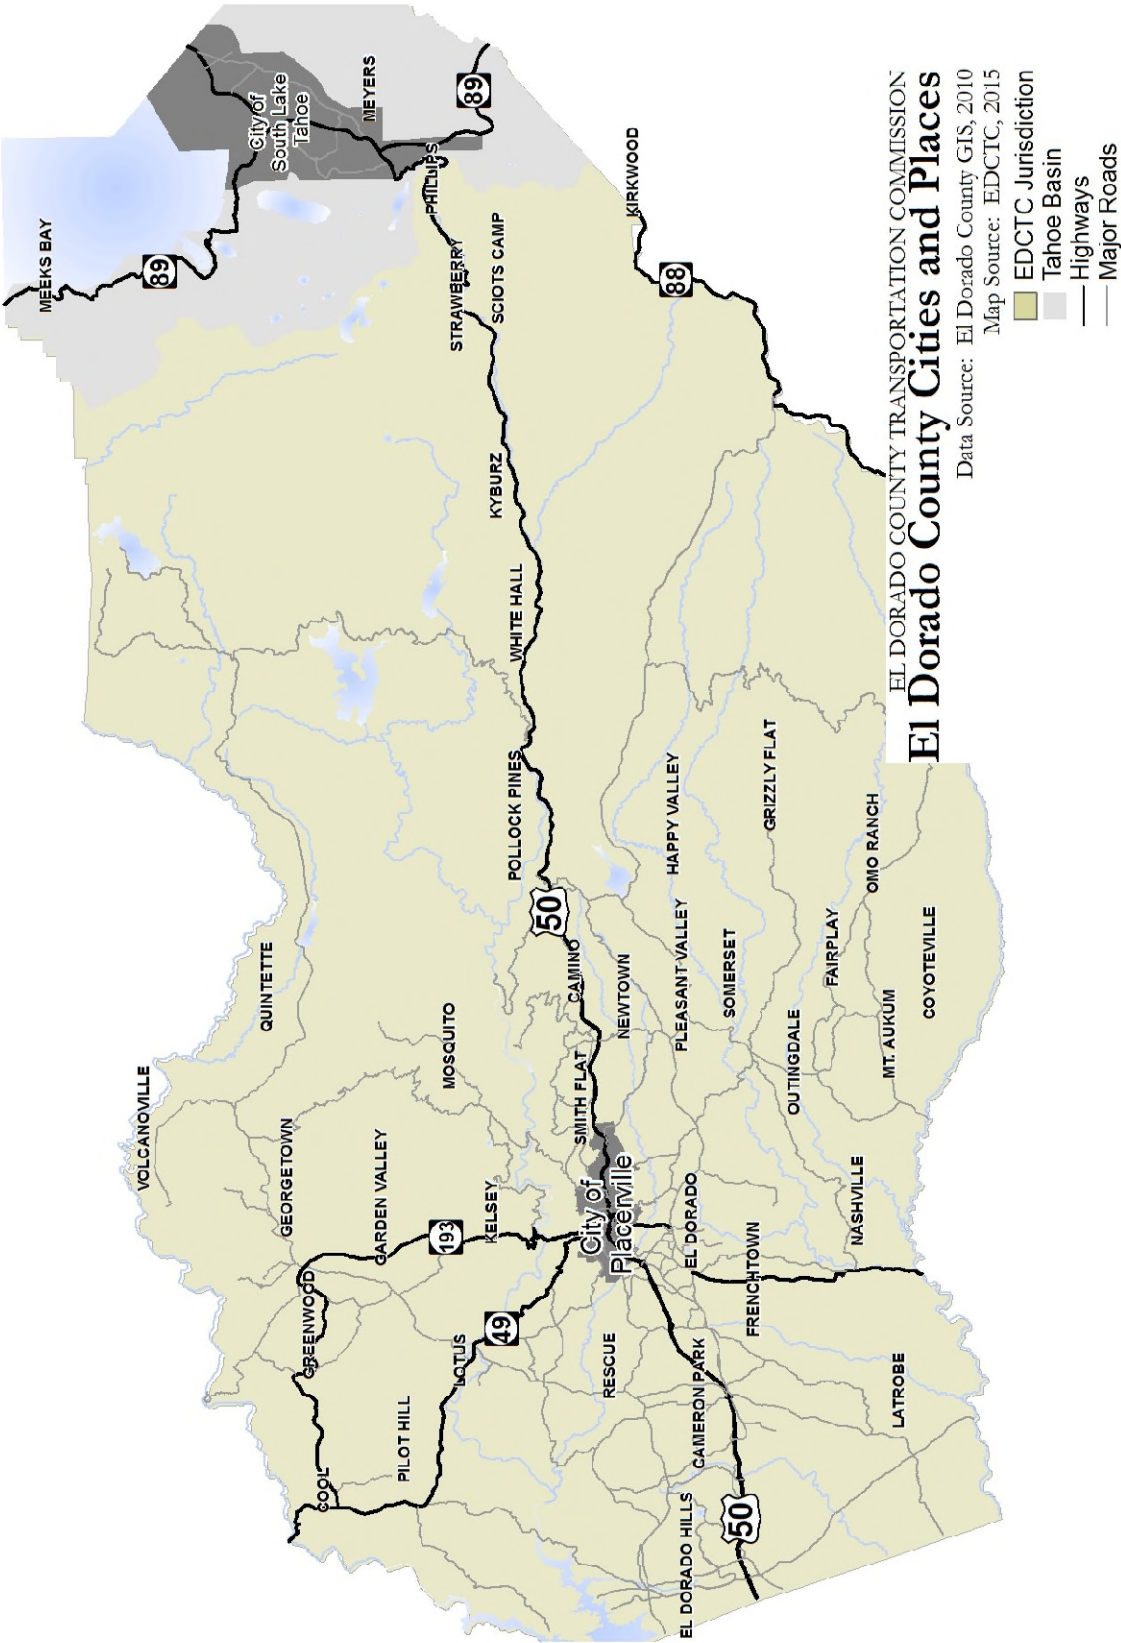 MEEKS BAY
89
City of
South Lake
Tahoe
MEYERS
89
PHILLIPS
STRAWBERRY
SCIOTS CAMP
KIRKWOOD
88
KYBURZ
WHITE HALL
POLLOCK PINES
50
CAMINO
HAPPY VALLEY
GRIZZLY FLAT
OMO RANCH
VOLCANOVILLE
QUINTETTE
MOSQUITO
NEWTOWN
PLEASANT VALLEY
SOMERSET
FAIRPLAY
COYOTEVILLE
GEORGETOWN
GARDEN VALLEY
193
KELSEY
SMITH FLAT
City of
Placerville
OUTINGDALE
MT. AUKUM
EL DORADO
NASHVILLE
FRENCHTOWN
GREENWOOD
COOL
PILOT HILL
LOTUS
49
RESCUE
CAMERON PARK
LATROBE
EL DORADO HILLS
50
EL DORADO COUNTY TRANSPORTATION COMMISSION
El Dorado County Cities and Places
Data Source: El Dorado County GIS, 2010
Map Source: EDCTC, 2015
EDCTC Jurisdiction
Tahoe Basin
Highways
Major Roads